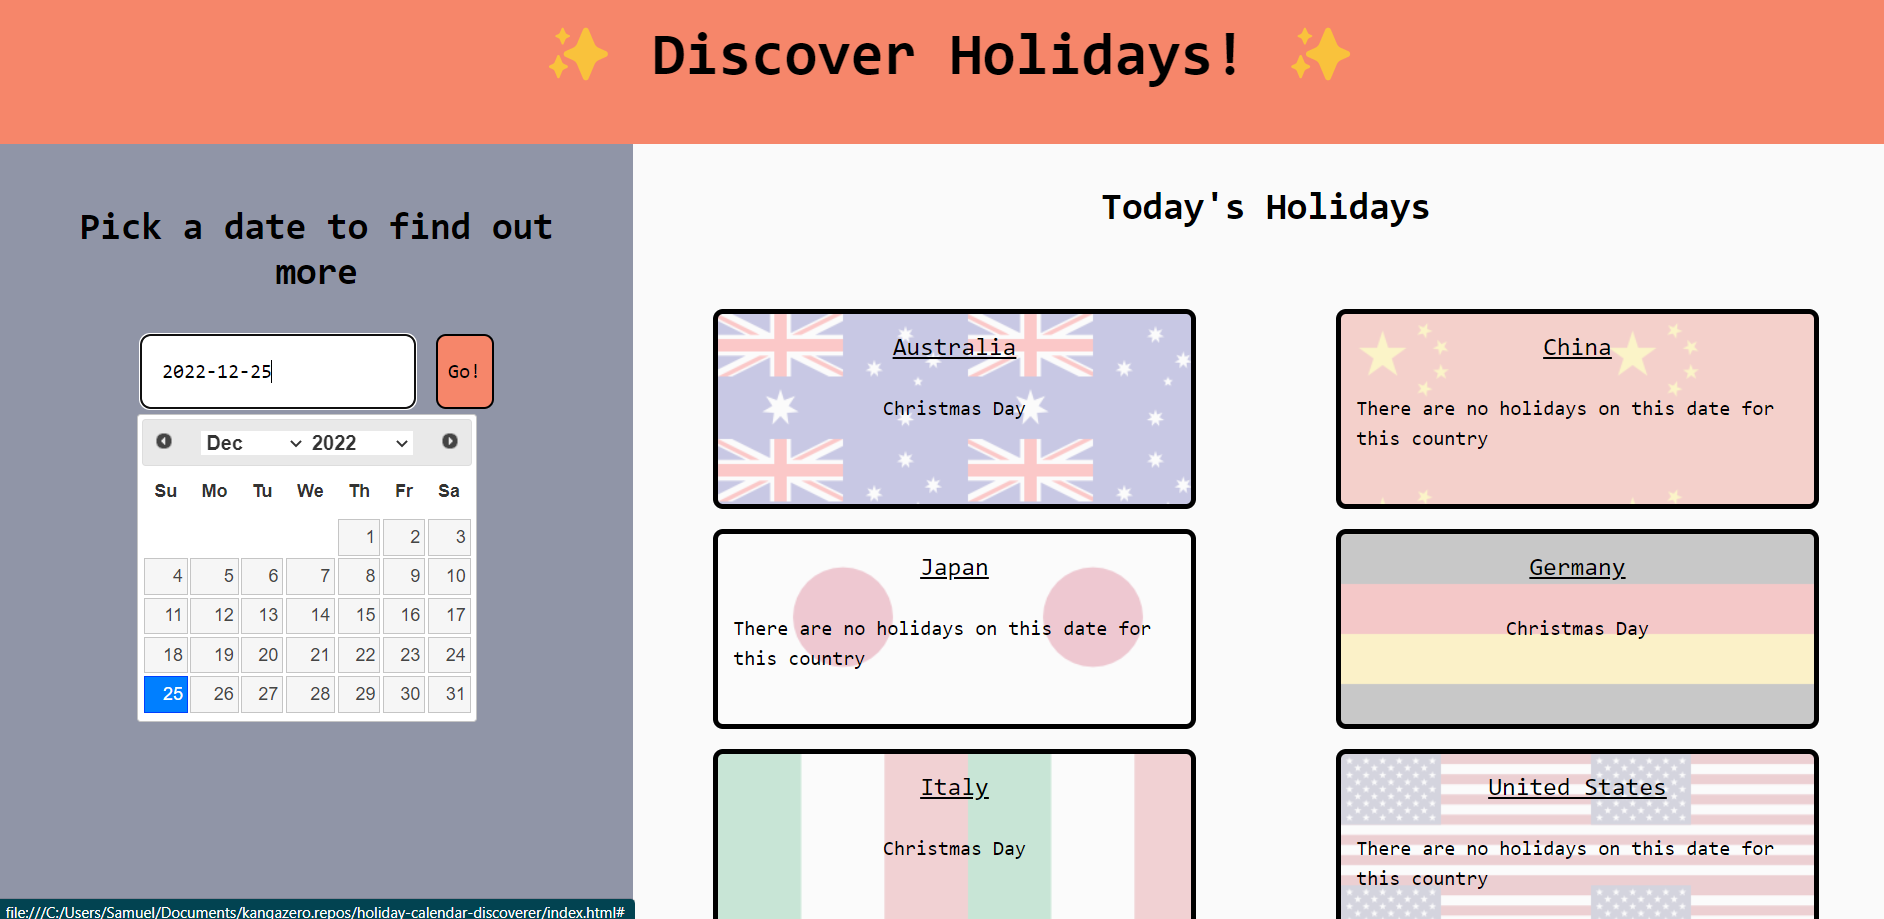 ✨ Discover Holidays! ✨
Pick a date to find out
more
2022-12-25
Go!
Dec 2022
Su Mo Tu We Th Fr Sa
1 2 3
4 5 6 7 8 9 10
11 12 13 14 15 16 17
18 19 20 21 22 23 24
25 26 27 28 29 30 31
Today's Holidays
Australia
Christmas Day
China
There are no holidays on this date for
this country
Japan
There are no holidays on this date for
this country
Germany
Christmas Day
Italy
Christmas Day
United States
There are no holidays on this date for
this country
file:///C:/Users/Samuel/Documents/kangazero.repos/holiday-calendar-discoverer/index.html#